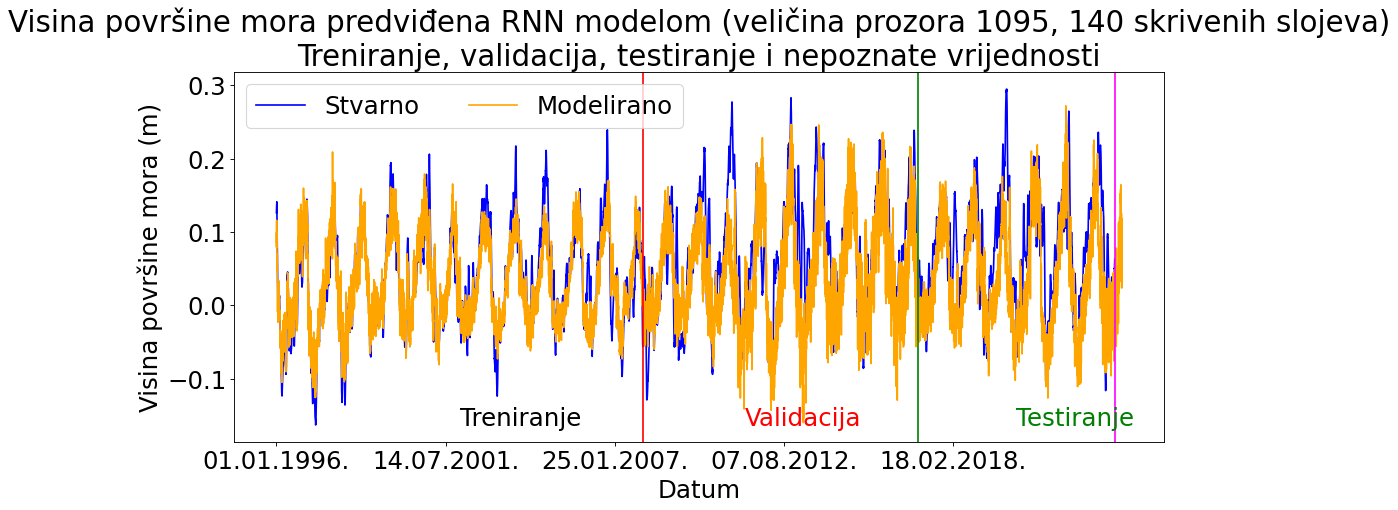 Visina površine mora predviđena RNN modelom (veličina prozora 1095, 140 skrivenih slojeva)
Treniranje, validacija, testiranje i nepoznate vrijednosti
Stvarno Modelirano
Visina površine mora (m)
0.3
0.2
0.1
0.0
−0.1
Treniranje Validacija Testiranje
01.01.1996. 14.07.2001. 25.01.2007. 07.08.2012. 18.02.2018.
Datum